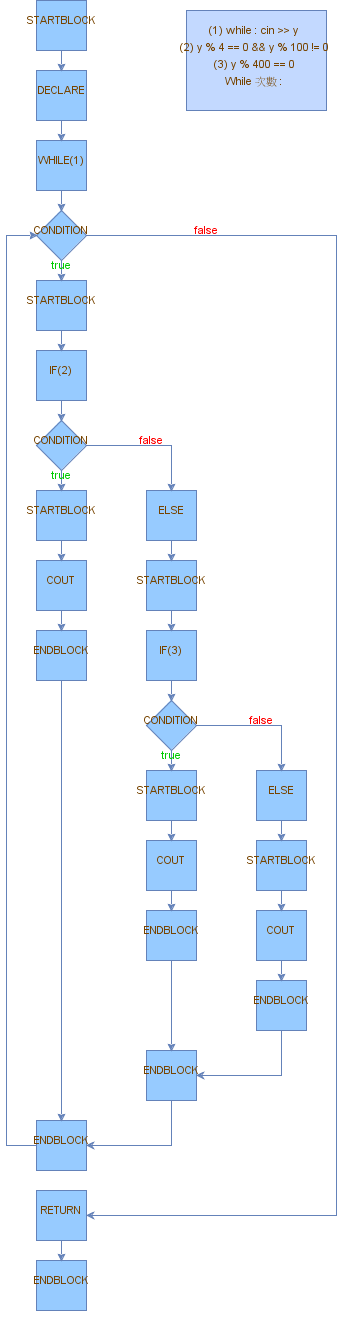 STARTBLOCK
(1) while : cin >> y
(2) y % 4 == 0 && y % 100 != 0
(3) y % 400 == 0
While 次數 :
DECLARE
WHILE(1)
CONDITION
false
true
STARTBLOCK
IF(2)
CONDITION
false
true
STARTBLOCK
ELSE
COUT
STARTBLOCK
ENDBLOCK
IF(3)
CONDITION
false
true
STARTBLOCK
ELSE
COUT
STARTBLOCK
ENDBLOCK
COUT
ENDBLOCK
ENDBLOCK
ENDBLOCK
RETURN
ENDBLOCK